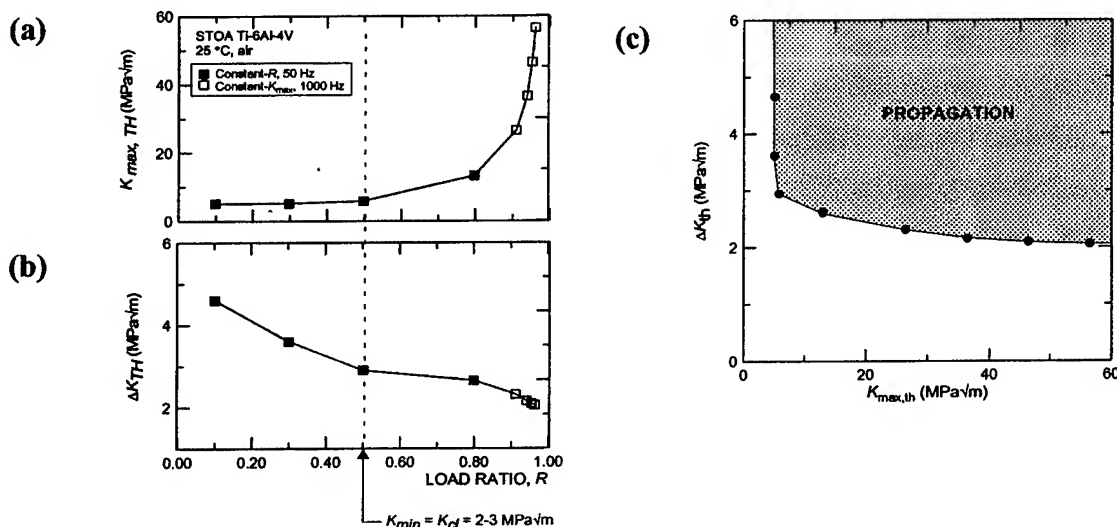 (a)
60
40
20
0
K max, TH (MPa√m)
STOA Ti-6Al-4V
25 °C, air
Constant-R, 50 Hz
Constant-Kmax, 1000 Hz
(b)
6
4
2
ΔKTH (MPa√m)
0.00 0.20 0.40 0.60 0.80 1.00
LOAD RATIO, R
Kmin = Kcl = 2-3 MPa√m
(c)
6
4
2
0
ΔKth (MPa√m)
PROPAGATION
0 20 40 60
Kmax,th (MPa√m)